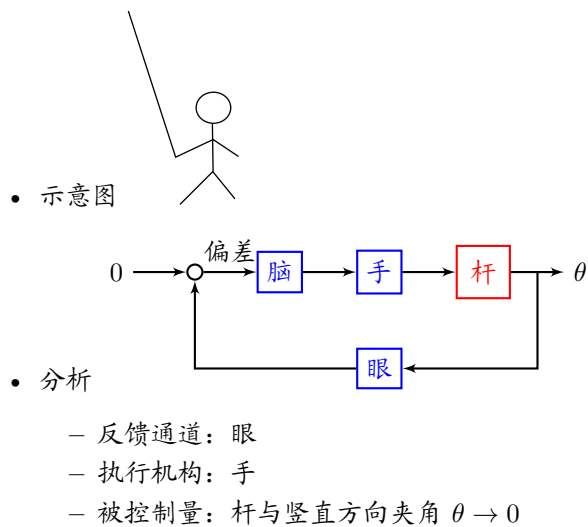 • 示意图
偏差
0 脑 手 杆 θ
眼
• 分析
– 反馈通道：眼
– 执行机构：手
– 被控制量：杆与竖直方向夹角 θ → 0